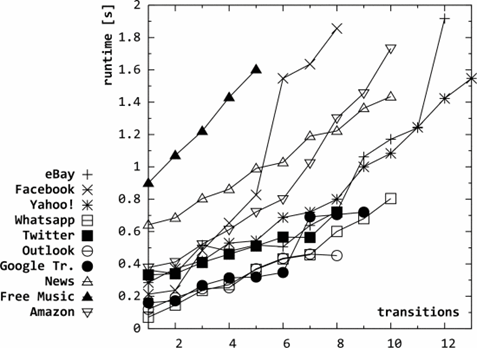 runtime [s]
2
1.8
1.6
1.4
1.2
1
0.8
0.6
0.4
0.2
0
eBay
Facebook
Yahoo!
Whatsapp
Twitter
Outlook
Google Tr.
News
Free Music
Amazon
transitions
2 4 6 8 10 12